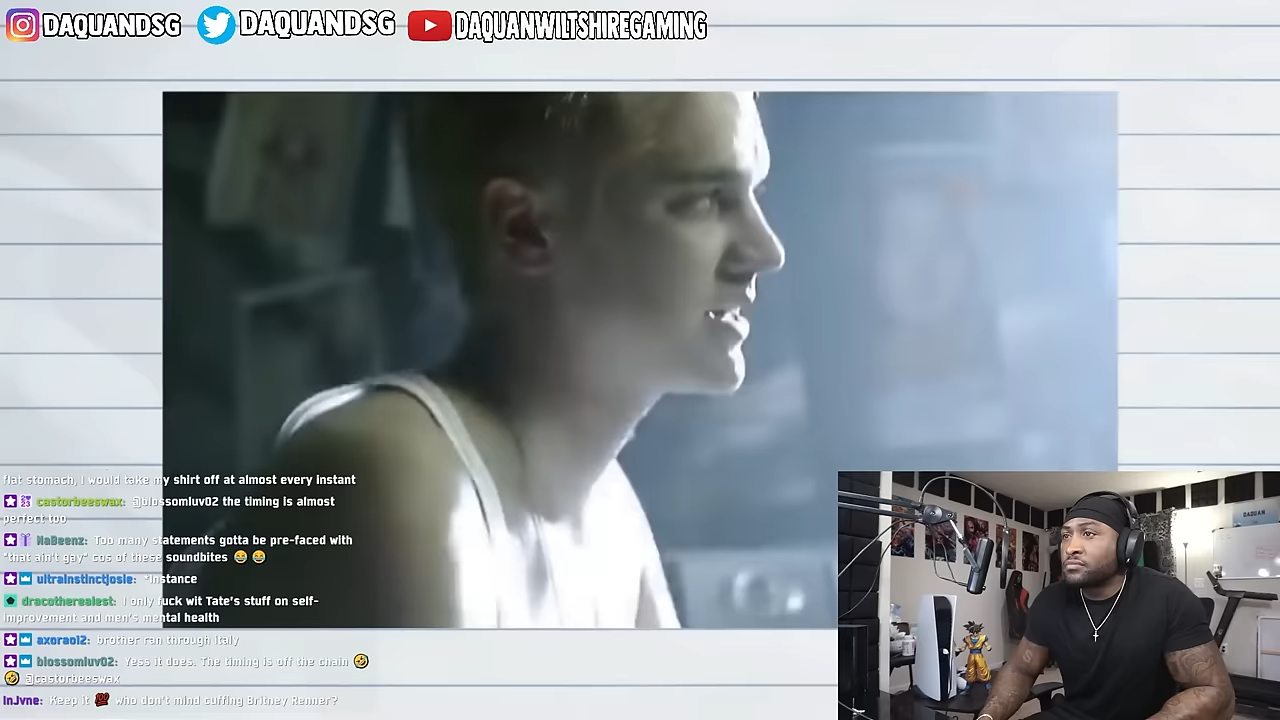 DAQUANDSG DAQUANDSG DAQUANWILTSHIREGAMING
flat stomach, I would take my shirt off at almost every instant
castorbeeswax: @blossomluv02 the timing is almost
perfect too
NaBeenz: Too many statements gotta be pre-faced with
"that ain't gay" cos of these soundbites 😂 😂
ultrainstinctjosie: *Instance
dracotherealest: I only fuck wit Tate's stuff on self-
improvement and men's mental health
axorao12: brother ran through italy
blossomluv02: Yess it does. The timing is off the chain 🤣
🤣 @castorbeeswax
InJvne: Keep it 💯 who don't mind cuffing Britney Renner?
DAQUAN